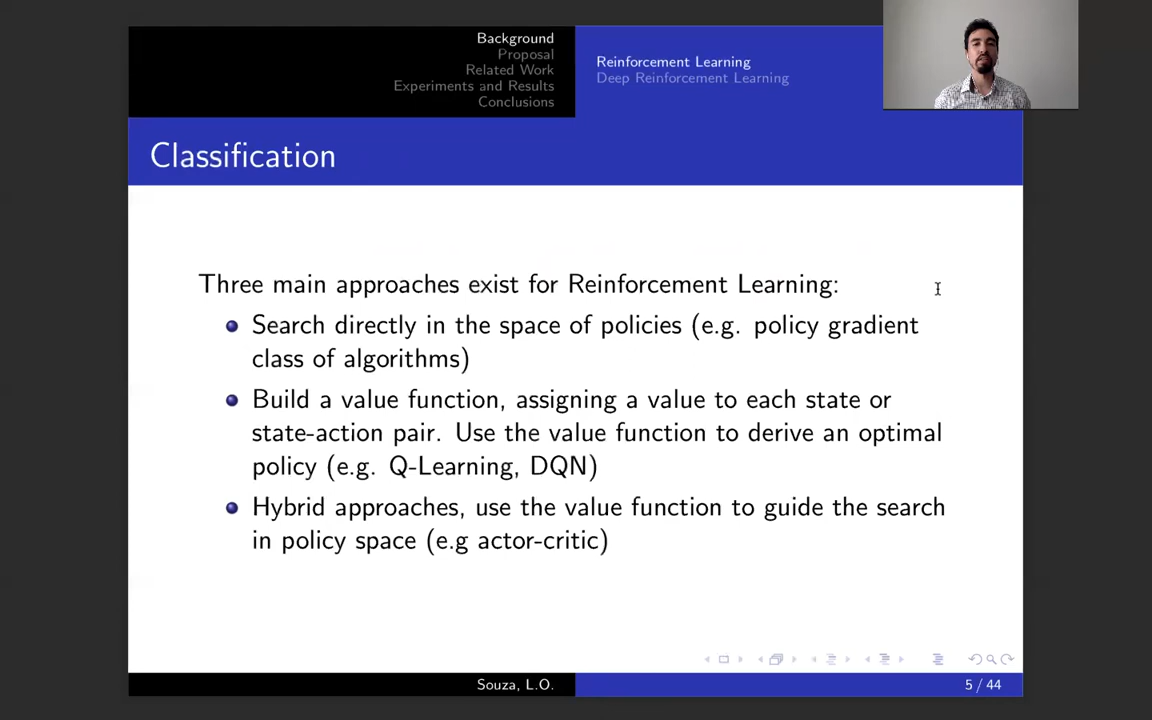 Background
Proposal
Related Work
Experiments and Results
Conclusions
Reinforcement Learning
Deep Reinforcement Learning
Classification
Three main approaches exist for Reinforcement Learning:
Search directly in the space of policies (e.g. policy gradient
class of algorithms)
Build a value function, assigning a value to each state or
state-action pair. Use the value function to derive an optimal
policy (e.g. Q-Learning, DQN)
Hybrid approaches, use the value function to guide the search
in policy space (e.g actor-critic)
Souza, L.O.
5 / 44